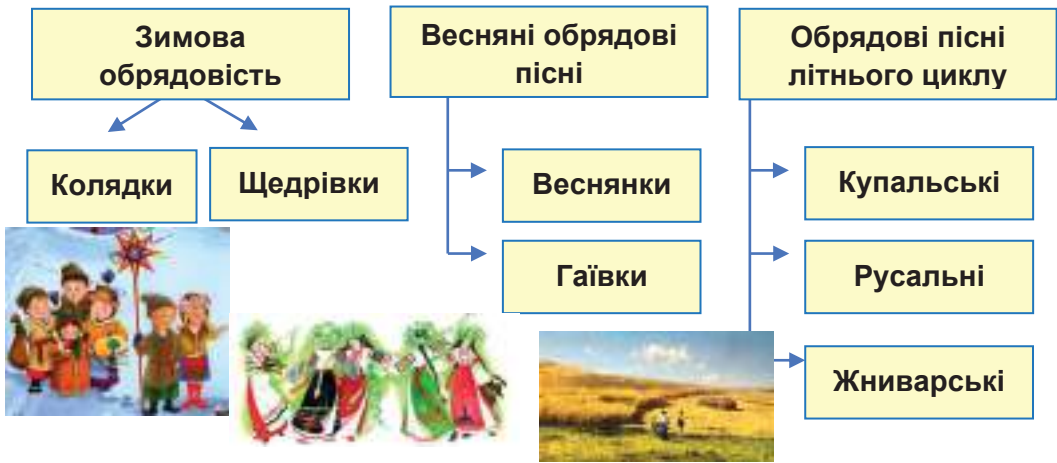 Зимова
обрядовість
Колядки
Щедрівки
Весняні обрядові
пісні
Веснянки
Гаївки
Обрядові пісні
літнього циклу
Купальські
Русальні
Жниварські